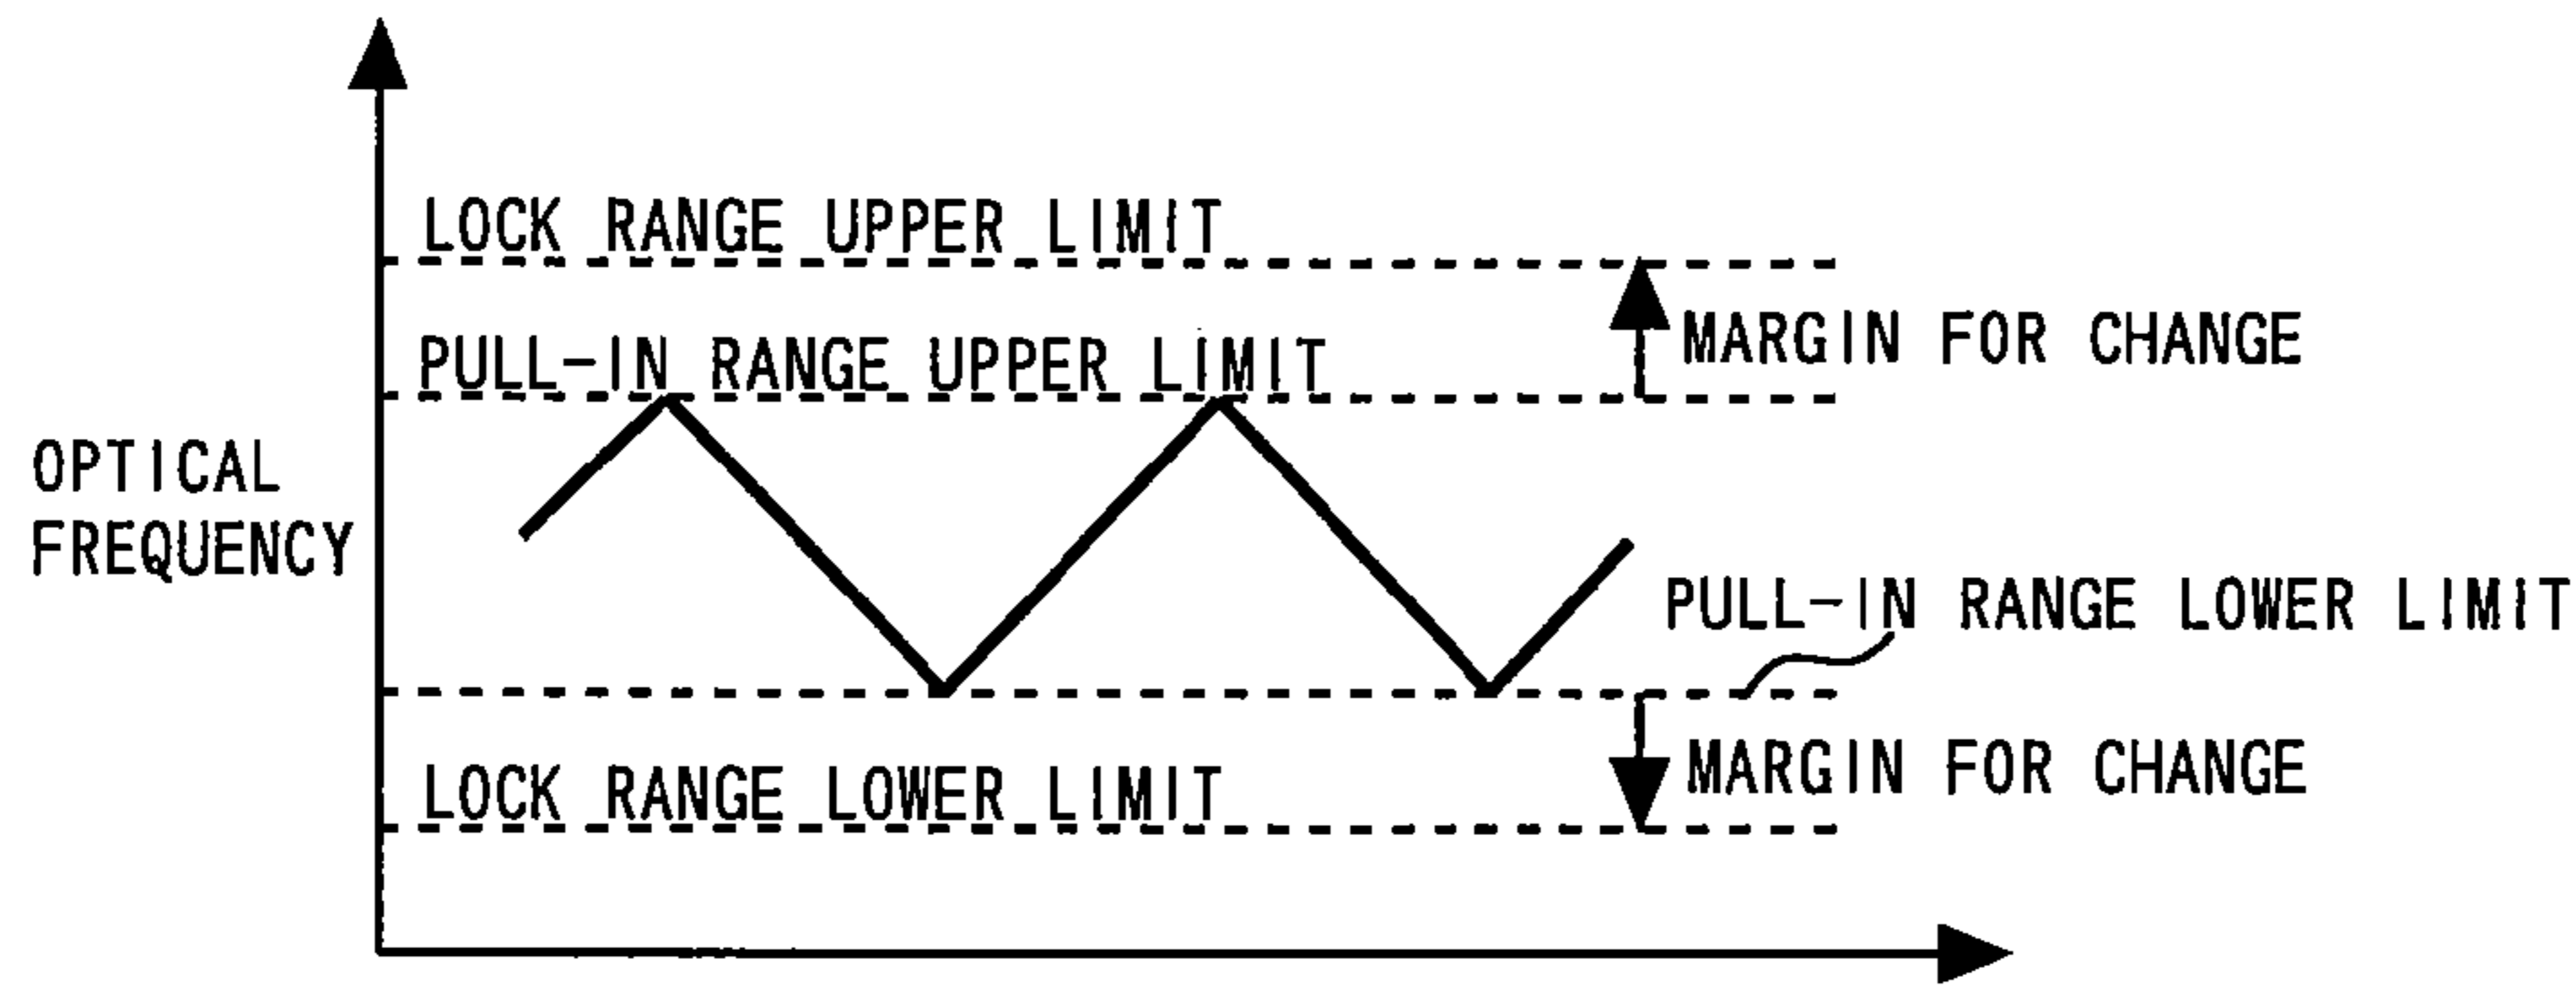 LOCK RANGE UPPER LIMIT
MARGIN FOR CHANGE
PULL-IN RANGE UPPER LIMIT
OPTICAL
FREQUENCY
PULL-IN RANGE LOWER LIMIT
MARGIN FOR CHANGE
LOCK RANGE LOWER LIMIT